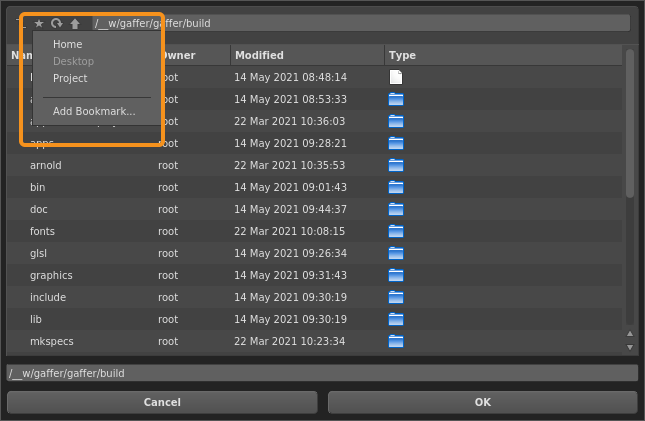 /__w/gaffer/gaffer/build
Owner Modified Type
Home
Desktop
Project
Add Bookmark...
root 14 May 2021 08:48:14
root 14 May 2021 08:53:33
root 22 Mar 2021 10:36:03
apps root 14 May 2021 09:28:21
arnold root 22 Mar 2021 10:35:53
bin root 14 May 2021 09:01:43
doc root 14 May 2021 09:44:37
fonts root 22 Mar 2021 10:08:15
glsl root 14 May 2021 09:26:34
graphics root 14 May 2021 09:31:43
include root 14 May 2021 09:30:19
lib root 14 May 2021 09:30:19
mkspecs root 22 Mar 2021 10:23:34
/__w/gaffer/gaffer/build
Cancel OK